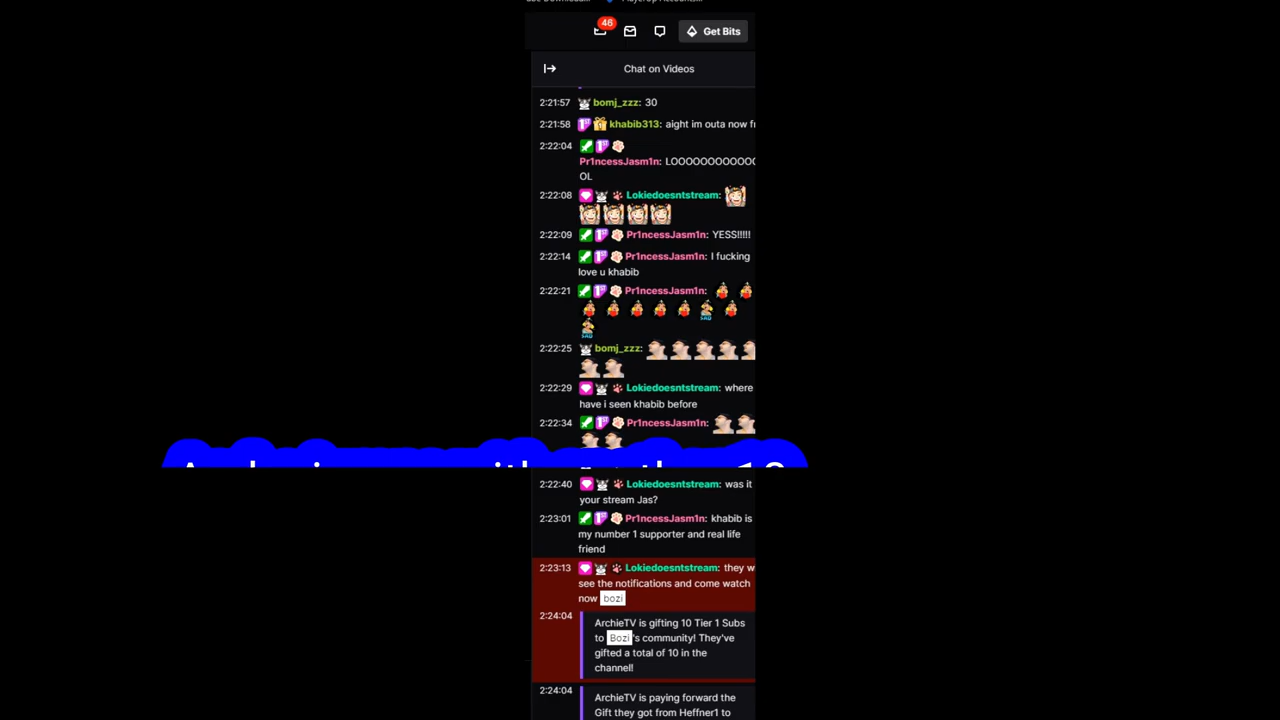 46
Get Bits
Chat on Videos
2:21:57 bomj_zzz: 30
2:21:58 khabib313: aight im outa now
2:22:04
Pr1ncessJasm1n:
OL
2:22:08 Lokiedoesntstream:
2:22:09 Pr1ncessJasm1n: YESS!!!!!
2:22:14 Pr1ncessJasm1n: I fucking
love u khabib
2:22:21 Pr1ncessJasm1n:
SAD
SAD
2:22:25 bomj_zzz:
2:22:29 Lokiedoesntstream: where
have i seen khabib before
2:22:34 Pr1ncessJasm1n:
2:22:40 Lokiedoesntstream: was it
your stream Jas?
2:23:01 Pr1ncessJasm1n: khabib is
my number 1 supporter and real life
friend
2:23:13 Lokiedoesntstream: they
see the notifications and come watch
now bozi
2:24:04
ArchieTV is gifting 10 Tier 1 Subs
to Bozi's community! They've
gifted a total of 10 in the
channel!
2:24:04
ArchieTV is paying forward the
Gift they got from Heffner1 to